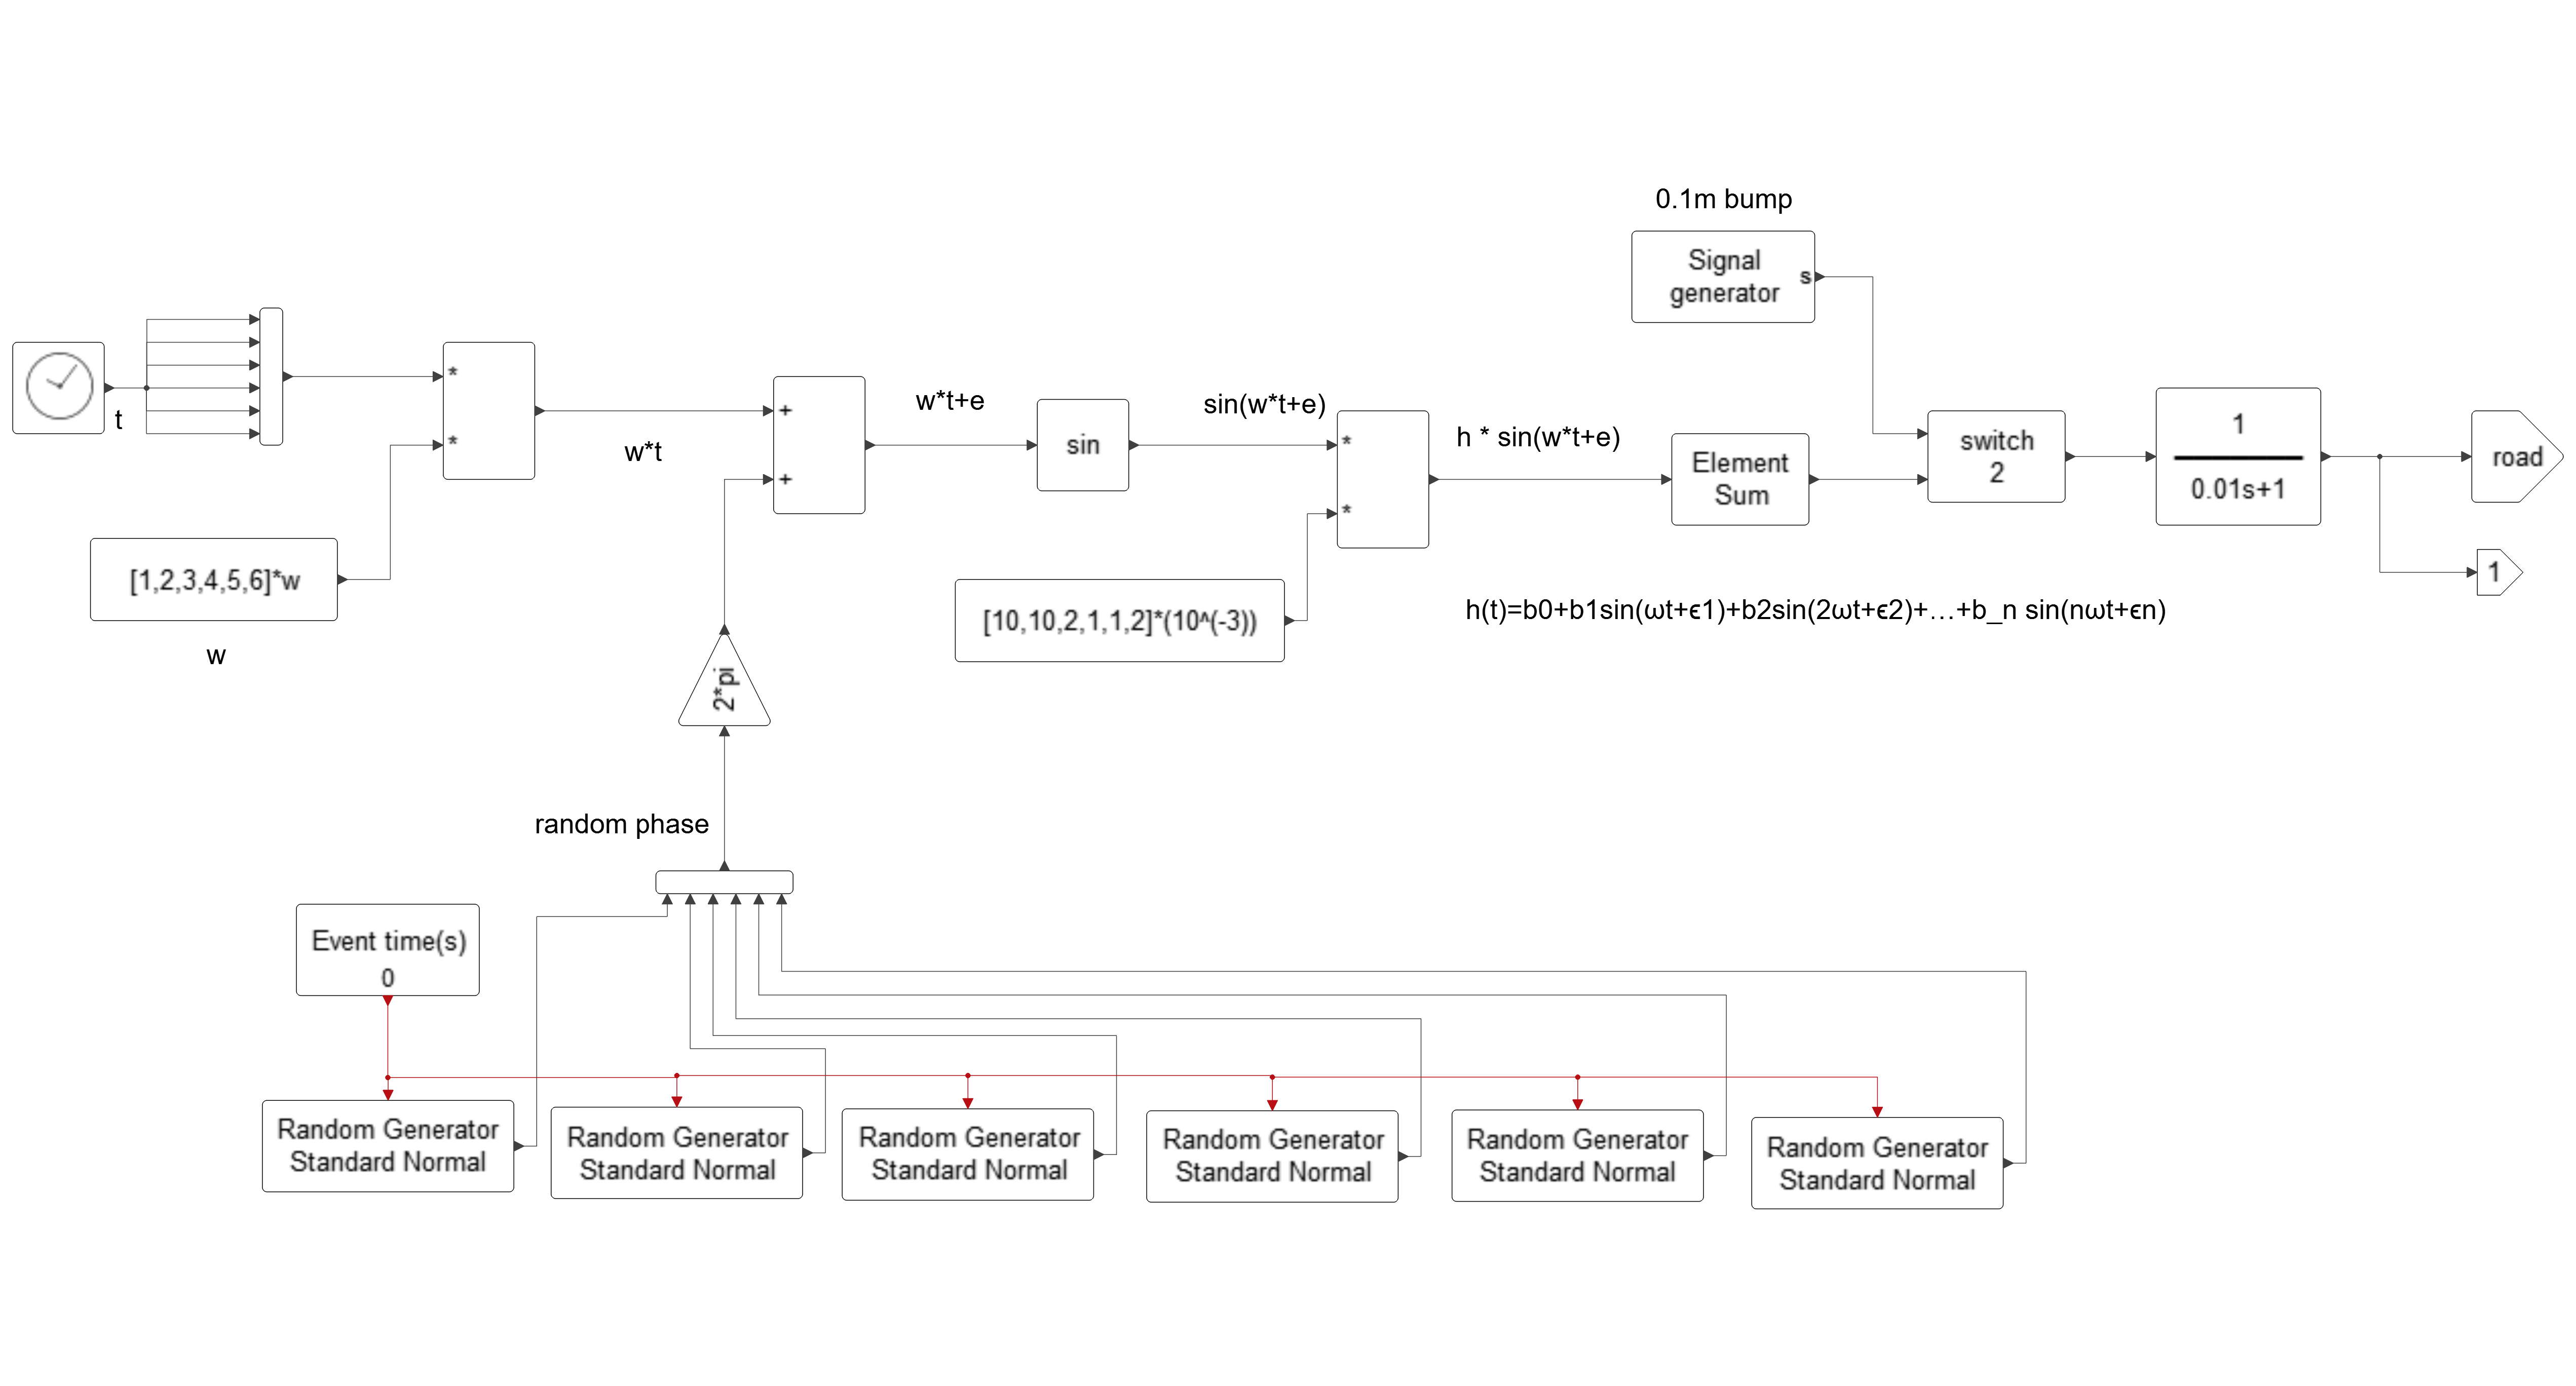 0.1m bump
Signal
generator
s
t
*
*
[1,2,3,4,5,6]*w
w
w*t
+
+
w*t+e
sin
sin(w*t+e)
*
*
[10,10,2,1,1,2]*(10^(-3))
h * sin(w*t+e)
Element
Sum
switch
2
1
0.01s+1
road
1
h(t)=b0+b1sin(ωt+ϵ1)+b2sin(2ωt+ϵ2)+…+b_n sin(nωt+ϵn)
2*pi
random phase
Event time(s)
0
Random Generator
Standard Normal
Random Generator
Standard Normal
Random Generator
Standard Normal
Random Generator
Standard Normal
Random Generator
Standard Normal
Random Generator
Standard Normal